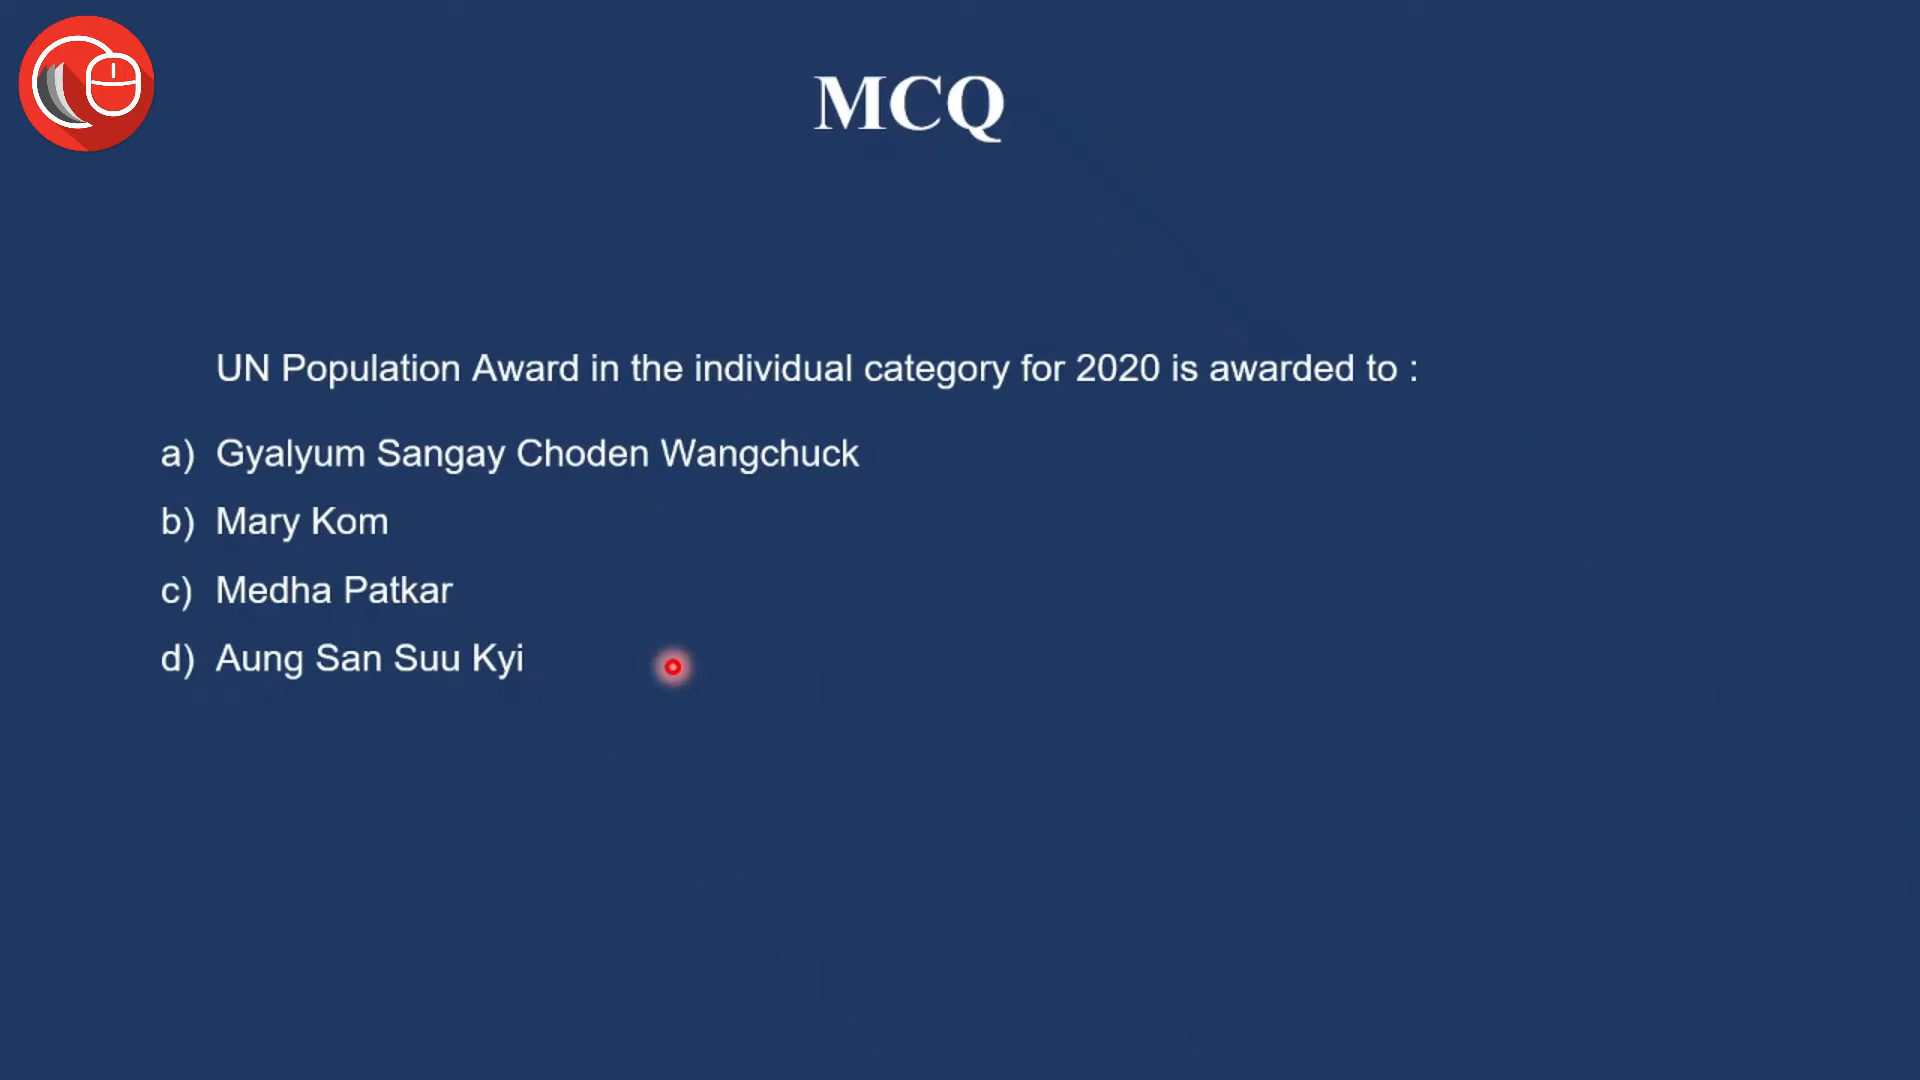 MCQ
UN Population Award in the individual category for 2020 is awarded to :
a) Gyalyum Sangay Choden Wangchuck
b) Mary Kom
c) Medha Patkar
d) Aung San Suu Kyi